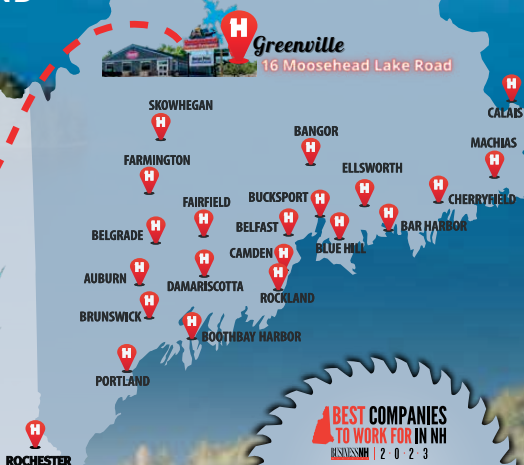 Greenville
16 Moosehead Lake Road
SKOWHEGAN
CALAIS
BANGOR
MACHIAS
FARMINGTON
ELLSWORTH
FAIRFIELD
BUCKSPORT
CHERRYFIELD
BELGRADE
BELFAST
BAR HARBOR
BLUE HILL
CAMDEN
AUBURN
DAMARISCOTTA
ROCKLAND
BRUNSWICK
BOOTHBAY HARBOR
PORTLAND
BEST COMPANIES
TO WORK FOR IN NH
BUSINESS NH | 2·0·2·3
ROCHESTER